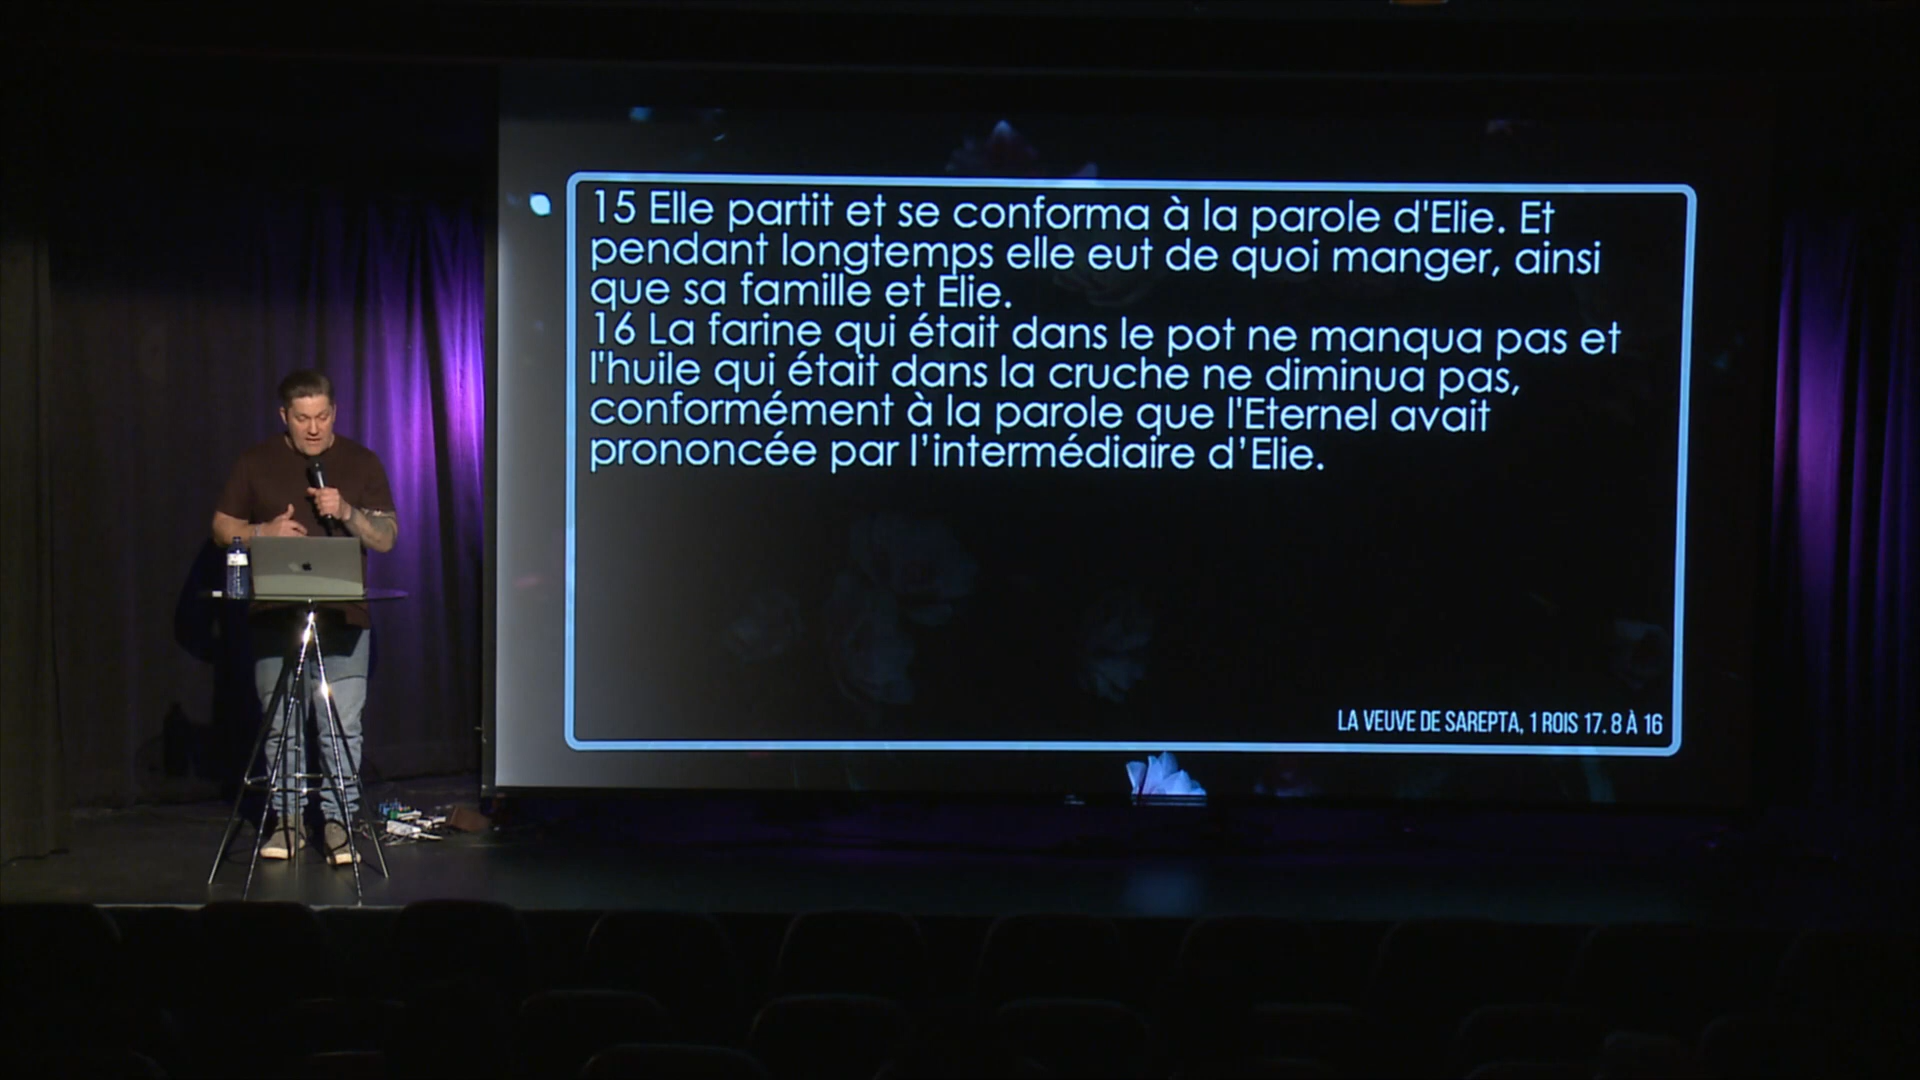 15 Elle partit et se conforma à la parole d'Elie. Et
pendant longtemps elle eut de quoi manger, ainsi
que sa famille et Elie.
16 La farine qui était dans le pot ne manqua pas et
l'huile qui était dans la cruche ne diminua pas,
conformément à la parole que l'Eternel avait
prononcée par l’intermédiaire d’Elie.
LA VEUVE DE SAREPTA, 1 ROIS 17. 8 À 16